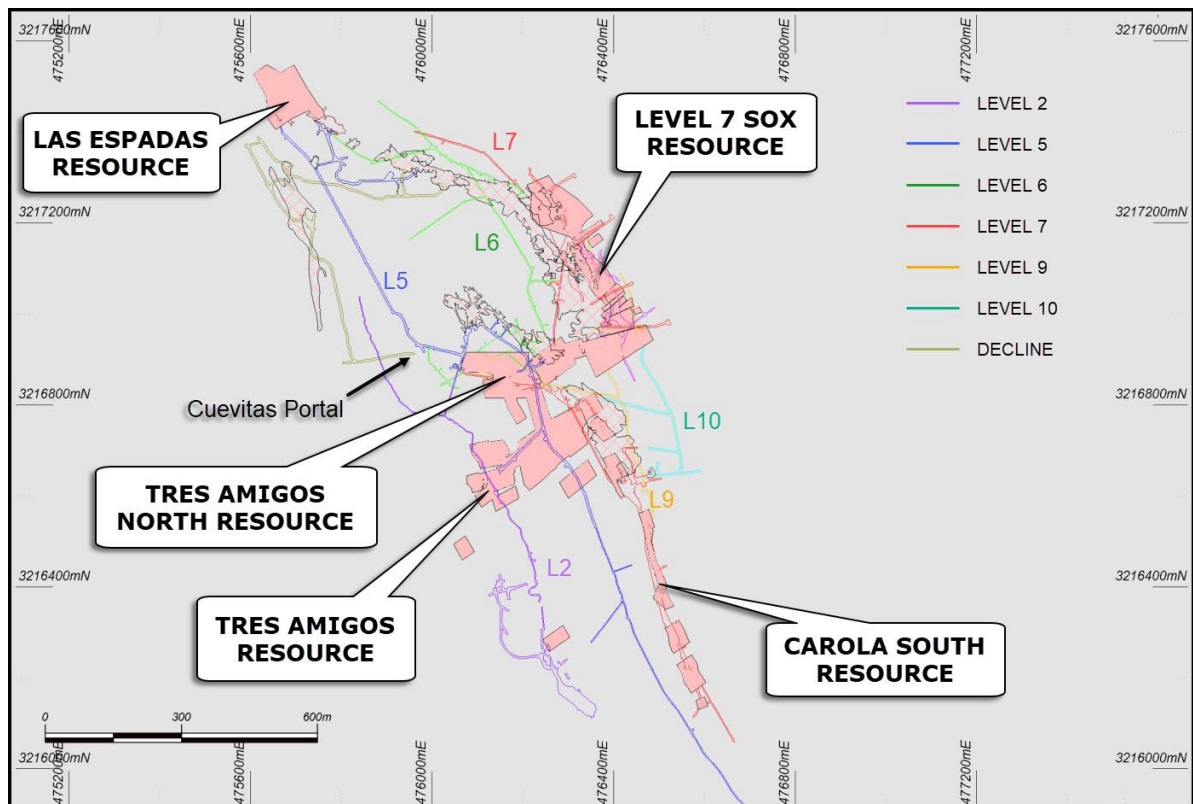 3217600mN
475200mE
475600mE
476000mE
476400mE
476800mE
477200mE
3217600mN
LAS ESPADAS
RESOURCE
L7
LEVEL 7 SOX
RESOURCE
LEVEL 2
LEVEL 5
LEVEL 6
LEVEL 7
LEVEL 9
LEVEL 10
DECLINE
3217200mN
3217200mN
L6
L5
Cuevitas Portal
3216800mN
3216800mN
L10
TRES AMIGOS
NORTH RESOURCE
L9
L2
3216400mN
3216400mN
TRES AMIGOS
RESOURCE
CAROLA SOUTH
RESOURCE
0 300 600m
3216000mN
3216000mN
475200mE
475600mE
476000mE
476400mE
476800mE
477200mE